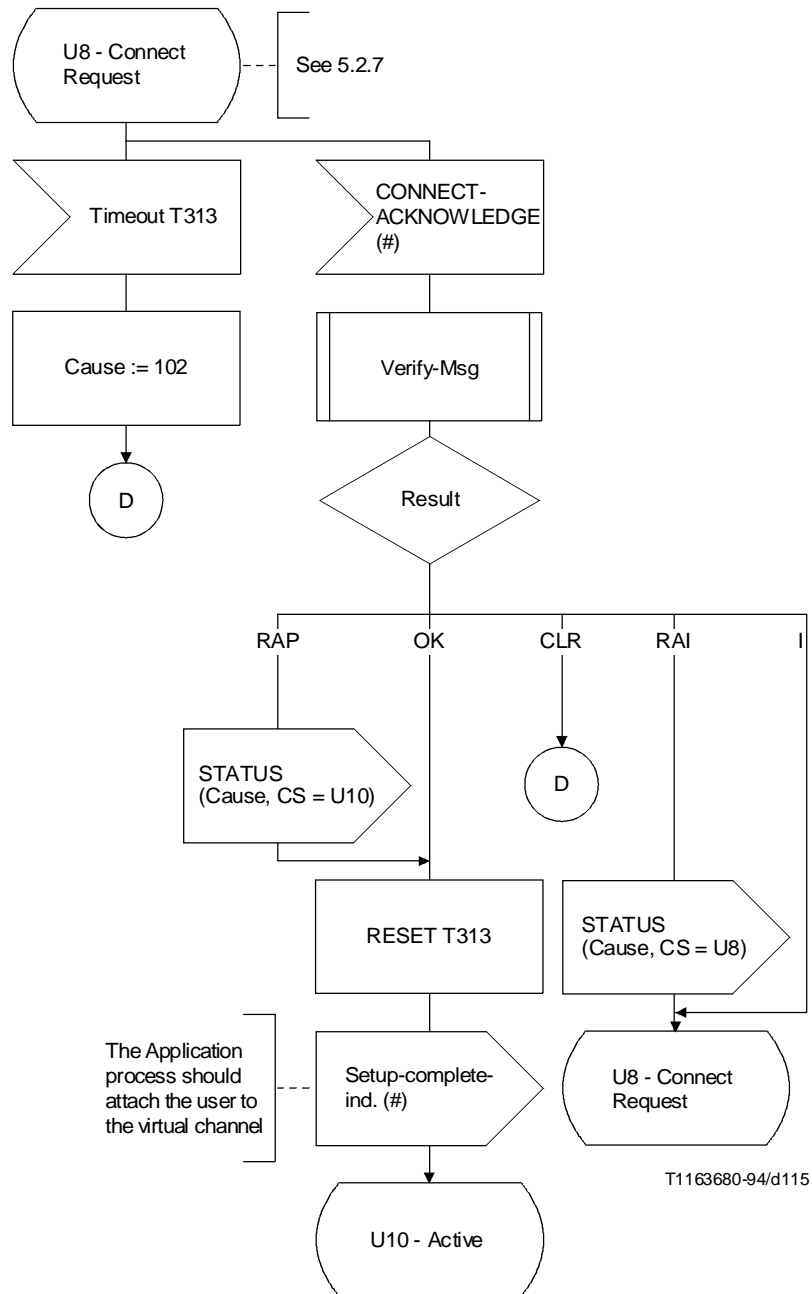 U8 - Connect
Request
See 5.2.7
Timeout T313
CONNECT-
ACKNOWLEDGE
(#)
Cause := 102
Verify-Msg
D
Result
RAP
OK
CLR
RAI
I
STATUS
(Cause, CS = U10)
D
RESET T313
STATUS
(Cause, CS = U8)
The Application
process should
attach the user to
the virtual channel
Setup-complete-
ind. (#)
U8 - Connect
Request
T1163680-94/d115
U10 - Active